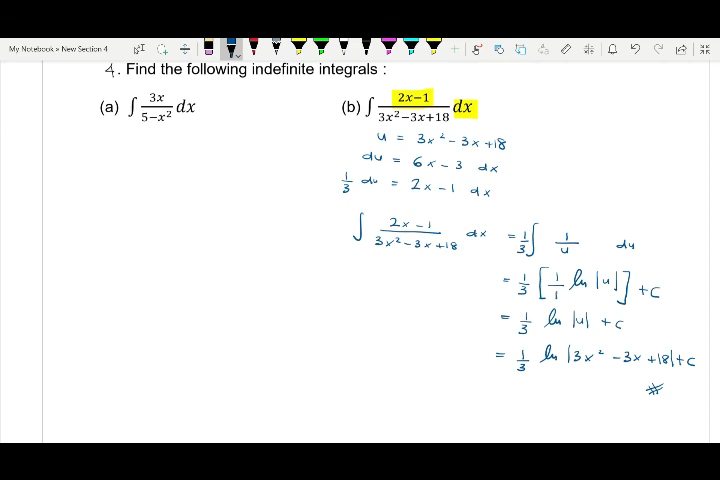 My Notebook » New Section 4
4. Find the following indefinite integrals :
(a) ∫ 3x/(5−x²) dx
(b) ∫ (2x−1)/(3x²−3x+18) dx
u = 3x² − 3x + 18
du = 6x − 3 dx
1/3 du = 2x − 1 dx
∫ (2x − 1)/(3x² − 3x + 18) dx = 1/3 ∫ 1/u du
= 1/3 [ 1/1 ln |u| ] + c
= 1/3 ln |u| + c
= 1/3 ln |3x² − 3x + 18| + c
#